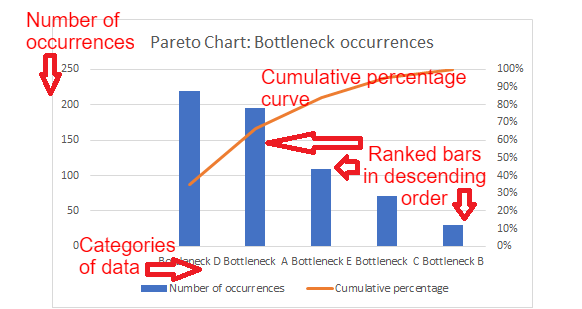 Number of
occurrences
Pareto Chart: Bottleneck occurrences
Cumulative percentage
curve
250
200
150
100
50
0
100%
90%
80%
70%
60%
50%
40%
30%
20%
10%
0%
Ranked bars
in descending
order
Categories
of data
Bottleneck D Bottleneck A Bottleneck E Bottleneck C Bottleneck B
Number of occurrences Cumulative percentage